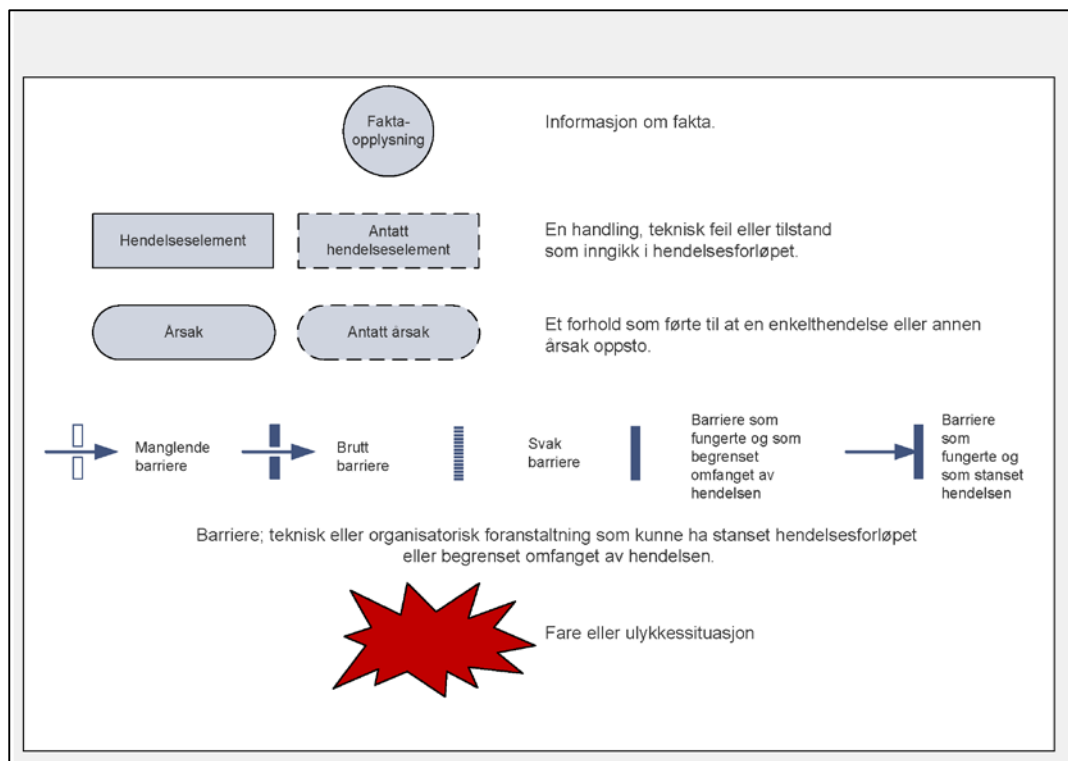 Fakta-
opplysning
Informasjon om fakta.
Hendelseselement
Antatt
hendelseselement
En handling, teknisk feil eller tilstand
som inngikk i hendelsesforløpet.
Årsak
Antatt årsak
Et forhold som førte til at en enkelthendelse eller annen
årsak oppsto.
Manglende
barriere
Brutt
barriere
Svak
barriere
Barriere som
fungerte og som
begrenset
omfanget av
hendelsen
Barriere
som
fungerte og
som stanset
hendelsen
Barriere; teknisk eller organisatorisk foranstaltning som kunne ha stanset hendelsesforløpet
eller begrenset omfanget av hendelsen.
Fare eller ulykkessituasjon